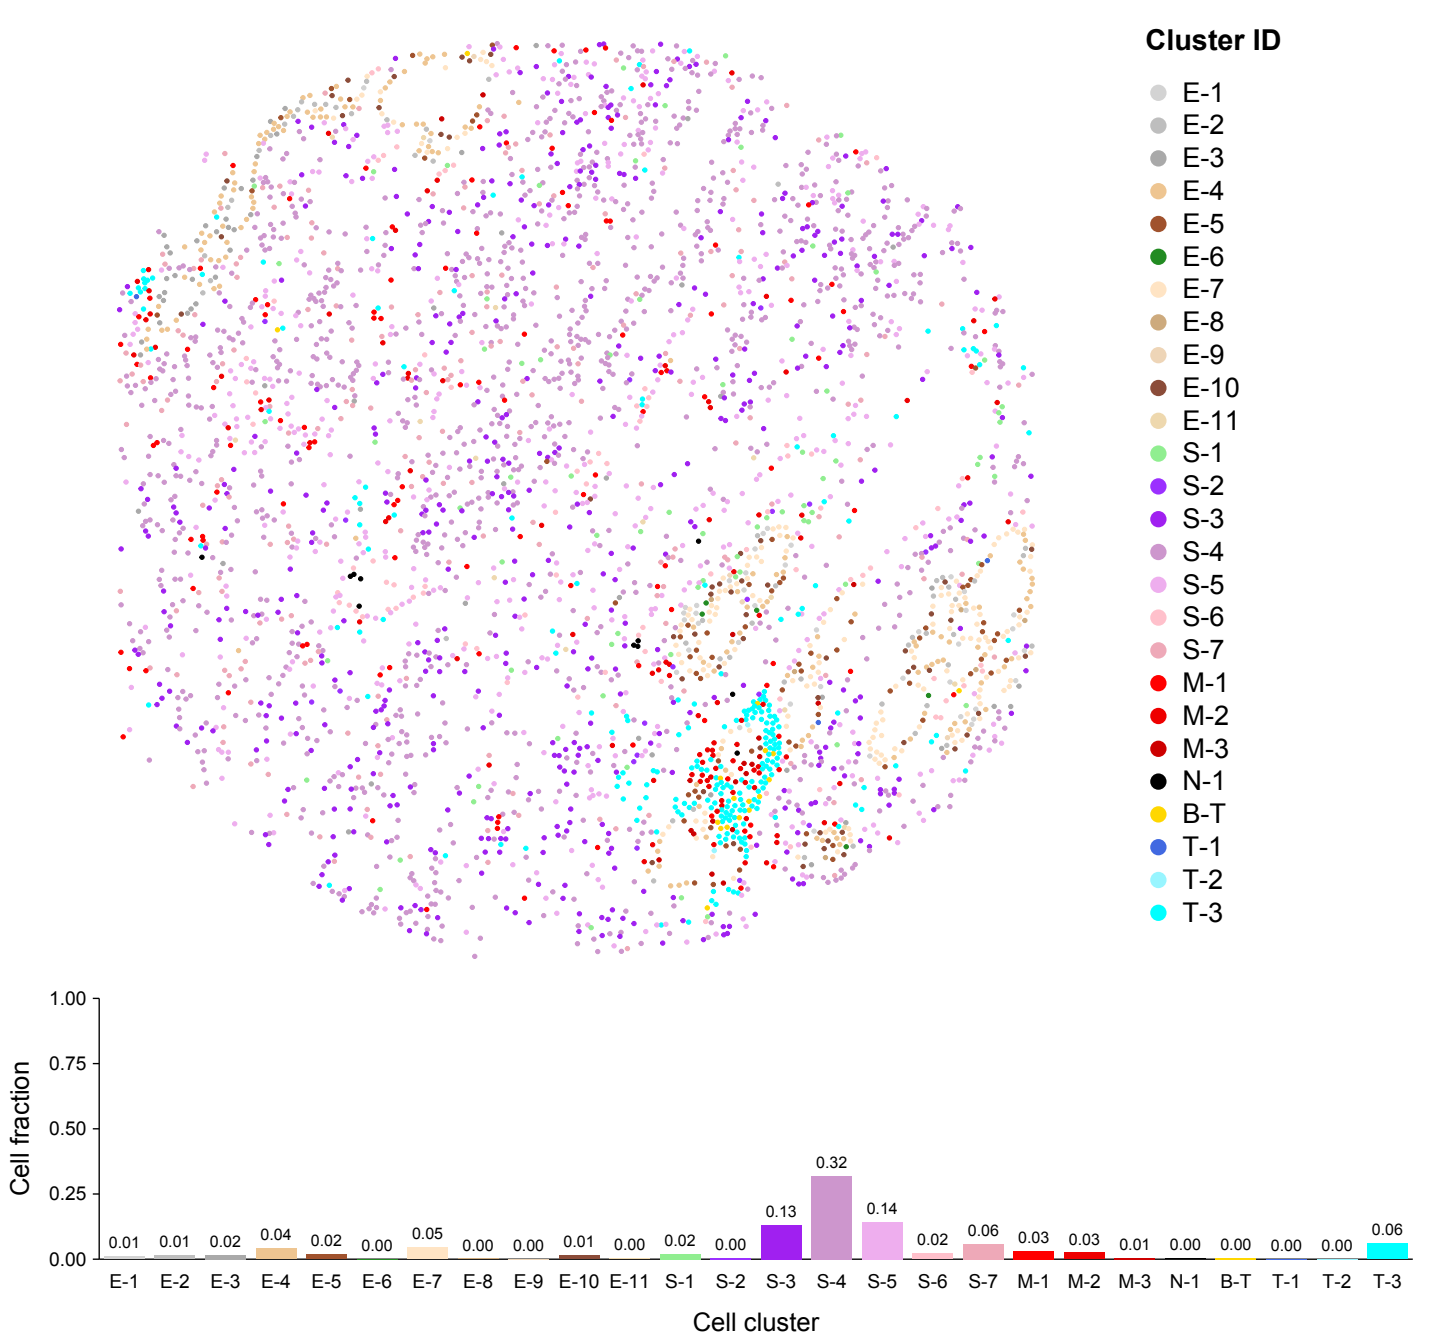 Cluster ID
E-1
E-2
E-3
E-4
E-5
E-6
E-7
E-8
E-9
E-10
E-11
S-1
S-2
S-3
S-4
S-5
S-6
S-7
M-1
M-2
M-3
N-1
B-T
T-1
T-2
T-3
1.00
0.75
0.50
0.25
0.00
Cell fraction
0.01 0.01 0.02 0.04 0.02 0.00 0.05 0.00 0.00 0.01 0.00 0.02 0.00 0.13 0.32 0.14 0.02 0.06 0.03 0.03 0.01 0.00 0.00 0.00 0.00 0.06
E-1 E-2 E-3 E-4 E-5 E-6 E-7 E-8 E-9 E-10 E-11 S-1 S-2 S-3 S-4 S-5 S-6 S-7 M-1 M-2 M-3 N-1 B-T T-1 T-2 T-3
Cell cluster